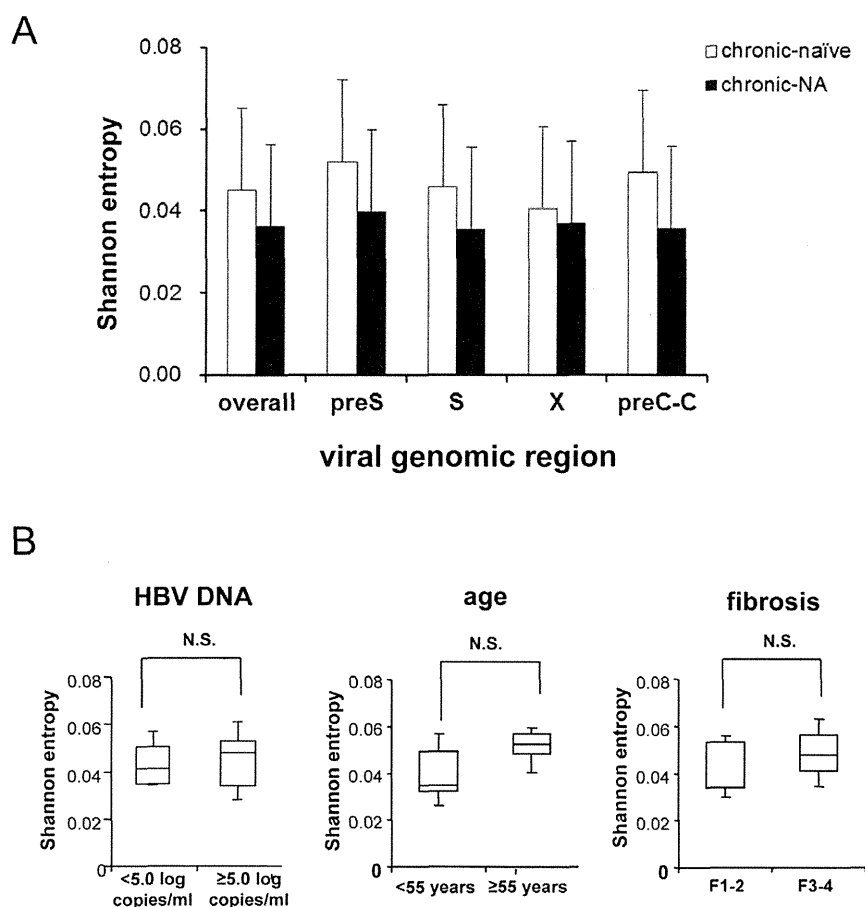 A
0.08
0.06
0.04
0.02
0.00
Shannon entropy
chronic-naïve
chronic-NA
overall preS S X preC-C
viral genomic region
B
HBV DNA
N.S.
0.08
0.06
0.04
0.02
0
Shannon entropy
<5.0 log copies/ml
≥5.0 log copies/ml
age
N.S.
0.08
0.06
0.04
0.02
0
Shannon entropy
<55 years ≥55 years
fibrosis
N.S.
0.08
0.06
0.04
0.02
0
Shannon entropy
F1-2 F3-4